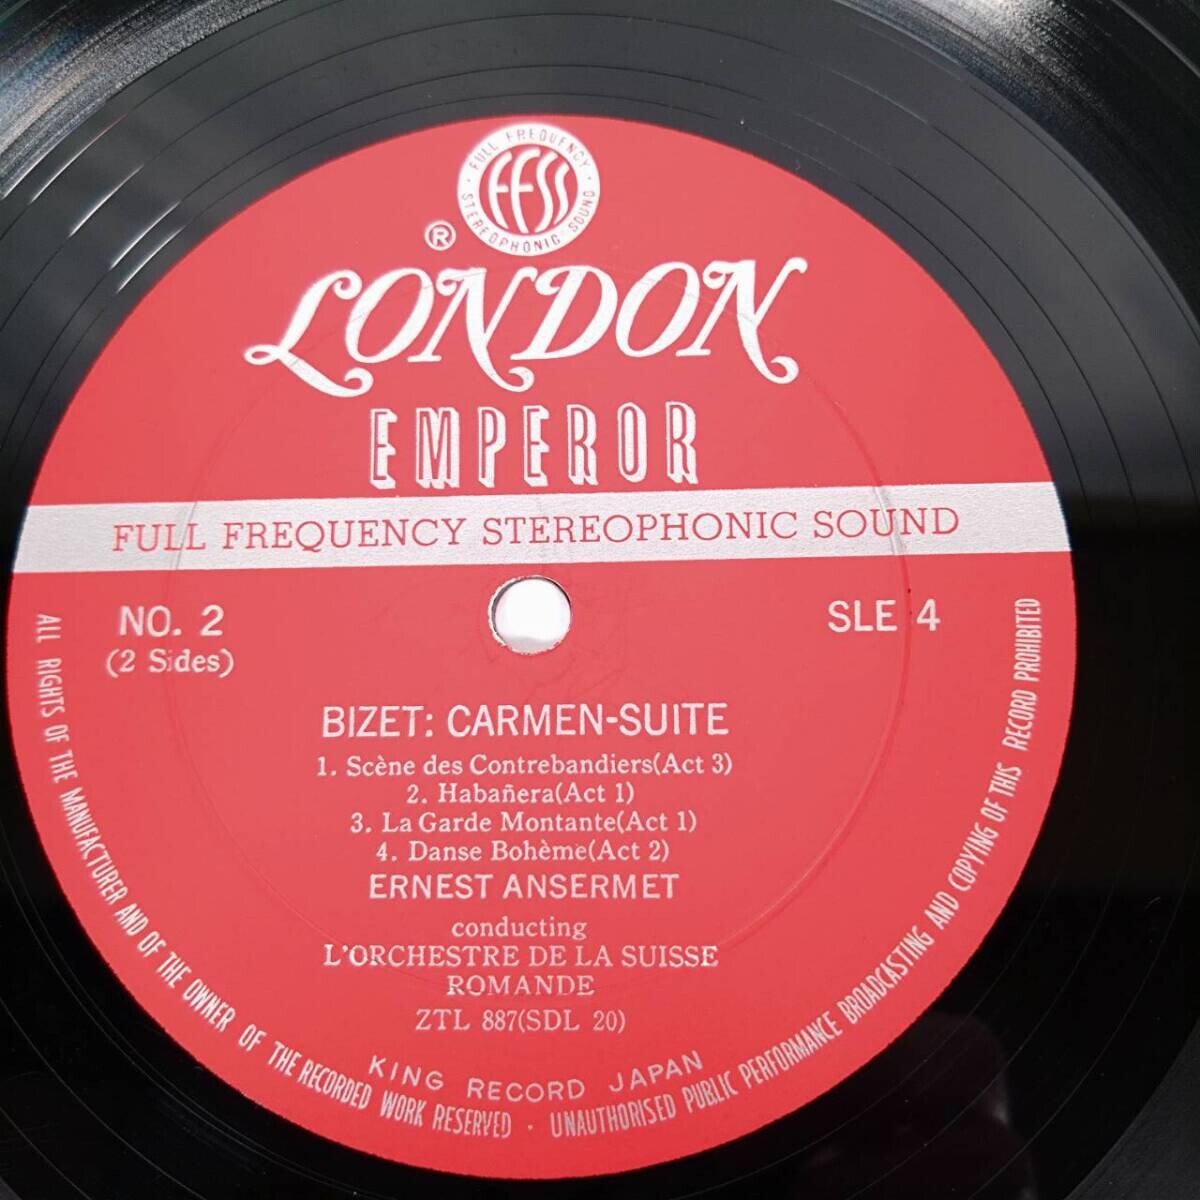 FULL FREQUENCY
FFSS
STEREOPHONIC SOUND
®
LONDON
EMPEROR
FULL FREQUENCY STEREOPHONIC SOUND
NO. 2
(2 Sides)
SLE 4
BIZET: CARMEN-SUITE
1. Scène des Contrebandiers(Act 3)
2. Habañera(Act 1)
3. La Garde Montante(Act 1)
4. Danse Bohème(Act 2)
ERNEST ANSERMET
conducting
L'ORCHESTRE DE LA SUISSE
ROMANDE
ZTL 887(SDL 20)
KING RECORD JAPAN
ALL RIGHTS OF THE MANUFACTURER AND OF THE OWNER OF THE RECORDED WORK RESERVED · UNAUTHORISED PUBLIC PERFORMANCE BROADCASTING AND COPYING OF THIS RECORD PROHIBITED